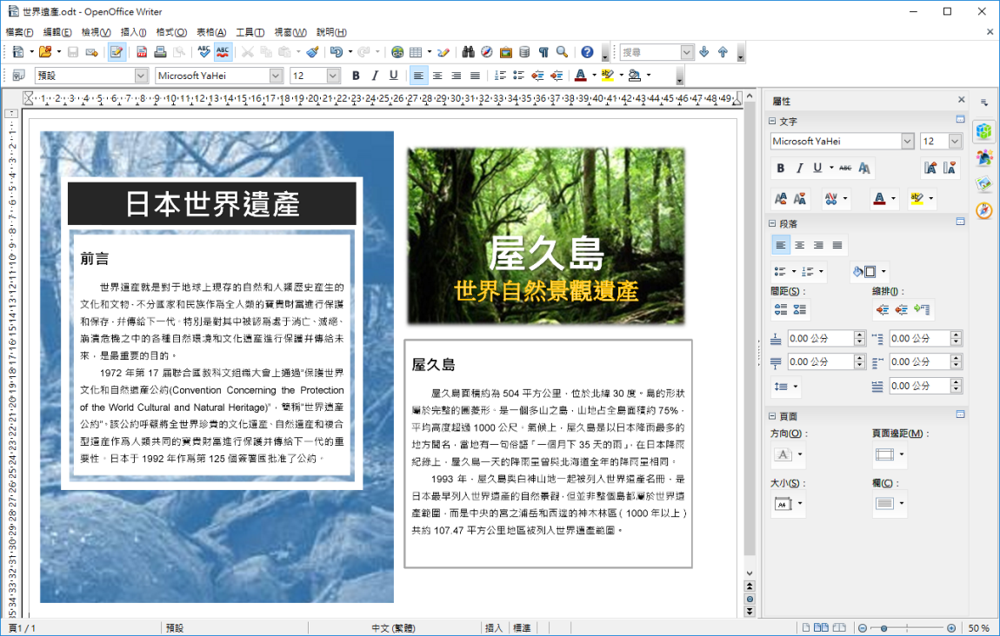 世界遺產.odt - OpenOffice Writer
檔案(F) 編輯(E) 檢視(V) 插入(I) 格式(O) 表格(A) 工具(T) 視窗(W) 說明(H)
搜尋
預設 Microsoft YaHei 12 B I U
日本世界遺產
前言
世界遺產就是對于地球上現存的自然和人類歷史產生的
文化和文物，不分國家和民族作爲全人類的寶貴財富進行保護
和保存，幷傳給下一代。特別是對其中被認爲處于消亡、滅絕、
崩潰危機之中的各種自然環境和文化遺產進行保護幷傳給未
來，是最重要的目的。
1972 年第 17 屆聯合國教科文組織大會上通過“保護世界
文化和自然遺產公約(Convention Concerning the Protection
of the World Cultural and Natural Heritage)”，簡稱“世界遺產
公約”。該公約呼籲將全世界珍貴的文化遺產、自然遺產和複合
型遺產作爲人類共同的寶貴財富進行保護幷傳給下一代的重
要性。日本于 1992 年作爲第 125 個簽署國批准了公約。
屋久島
世界自然景觀遺產
屋久島
屋久島面積約為 504 平方公里，位於北緯 30 度。島的形狀
屬於完整的圓菱形。是一個多山之島，山地占全島面積約 75%，
平均高度超過 1000 公尺。氣候上，屋久島是以日本降雨最多的
地方聞名，當地有一句俗語「一個月下 35 天的雨」，在日本降雨
紀錄上，屋久島一天的降雨量曾與北海道全年的降雨量相同。
1993 年，屋久島與白神山地一起被列入世界遺產名冊，是
日本最早列入世界遺產的自然景觀，但並非整個島都屬於世界遺
產範圍，而是中央的宮之浦岳和西邊的神木林區（1000 年以上）
共約 107.47 平方公里地區被列入世界遺產範圍。
屬性
文字
Microsoft YaHei 12
B I U ABC
段落
間距(S)： 縮排(I)：
0.00 公分 0.00 公分
0.00 公分 0.00 公分
0.00 公分
頁面
方向(O)： 頁面邊距(M)：
大小(S)： 欄(C)：
頁1 / 1 預設 中文 (繁體) 插入 標準 50 %